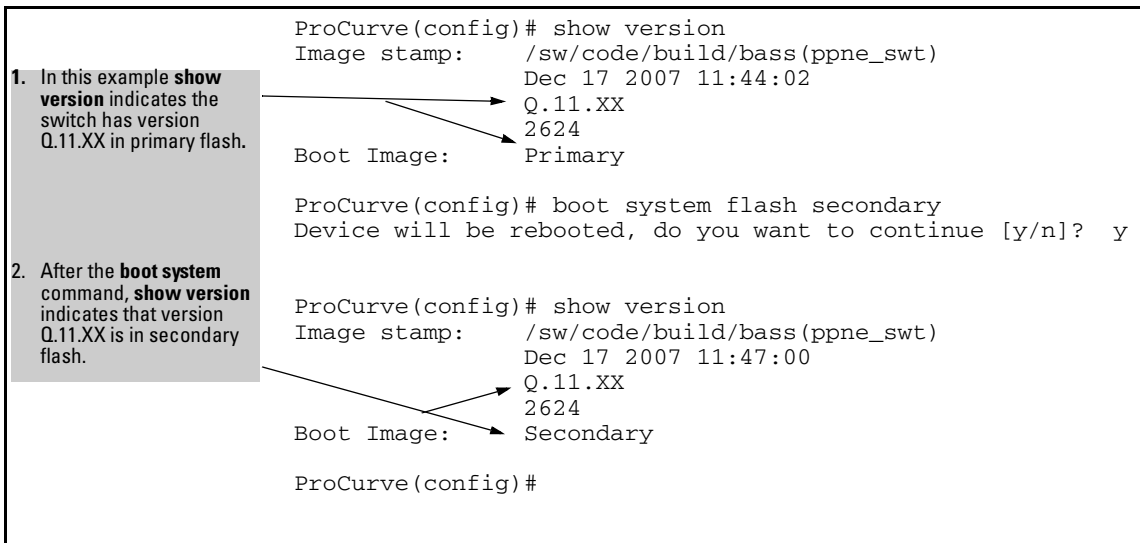 ProCurve(config)# show version
Image stamp: /sw/code/build/bass(ppne_swt)
Dec 17 2007 11:44:02
Q.11.XX
2624
Boot Image: Primary
1. In this example show
version indicates the
switch has version
Q.11.XX in primary flash.
ProCurve(config)# boot system flash secondary
Device will be rebooted, do you want to continue [y/n]? y
2. After the boot system
command, show version
indicates that version
Q.11.XX is in secondary
flash.
ProCurve(config)# show version
Image stamp: /sw/code/build/bass(ppne_swt)
Dec 17 2007 11:47:00
Q.11.XX
2624
Boot Image: Secondary
ProCurve(config)#